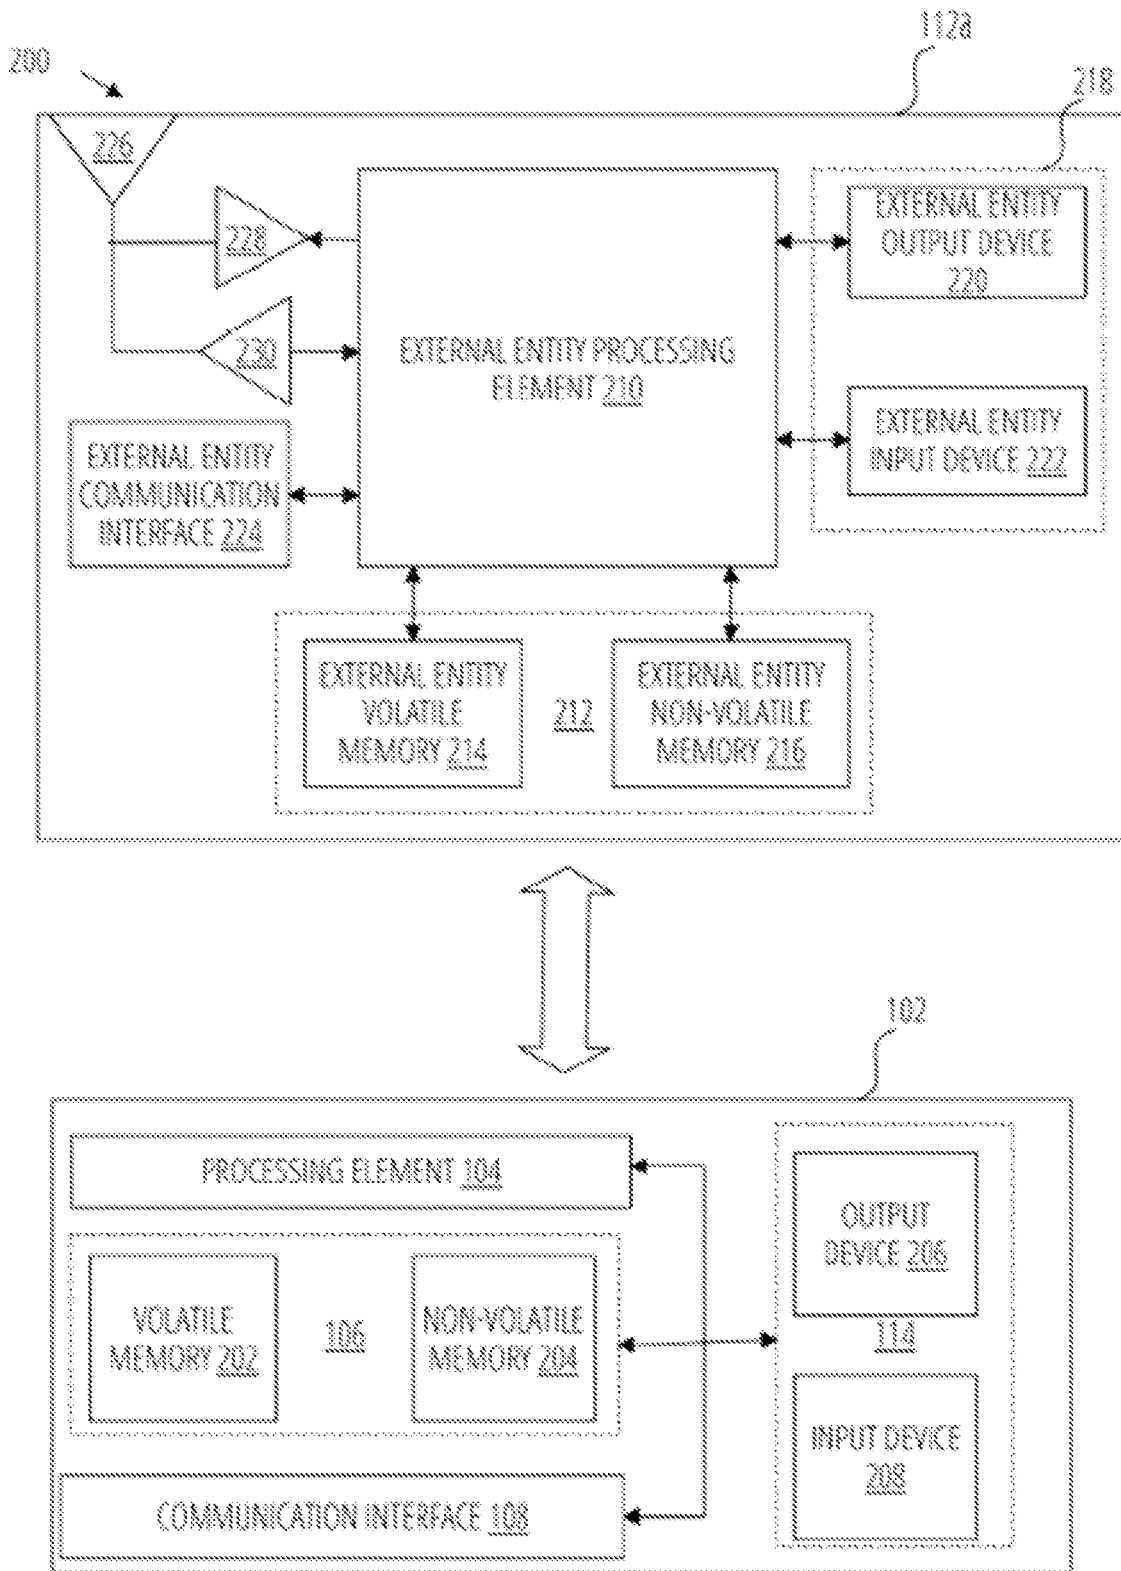 112a
200
218
226
EXTERNAL ENTITY
OUTPUT DEVICE
220
228
EXTERNAL ENTITY PROCESSING
ELEMENT 210
230
EXTERNAL ENTITY
INPUT DEVICE 222
EXTERNAL ENTITY
COMMUNICATION
INTERFACE 224
EXTERNAL ENTITY
VOLATILE
MEMORY 214
212
EXTERNAL ENTITY
NON-VOLATILE
MEMORY 216
102
PROCESSING ELEMENT 104
OUTPUT
DEVICE 206
VOLATILE
MEMORY 202
106
NON-VOLATILE
MEMORY 204
114
INPUT DEVICE
208
COMMUNICATION INTERFACE 108